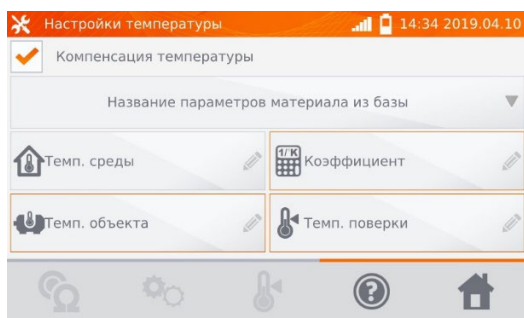 Настройки температуры 14:34 2019.04.10
Компенсация температуры
Название параметров материала из базы
Темп. среды
1/K Коэффициент
Темп. объекта
Темп. поверки